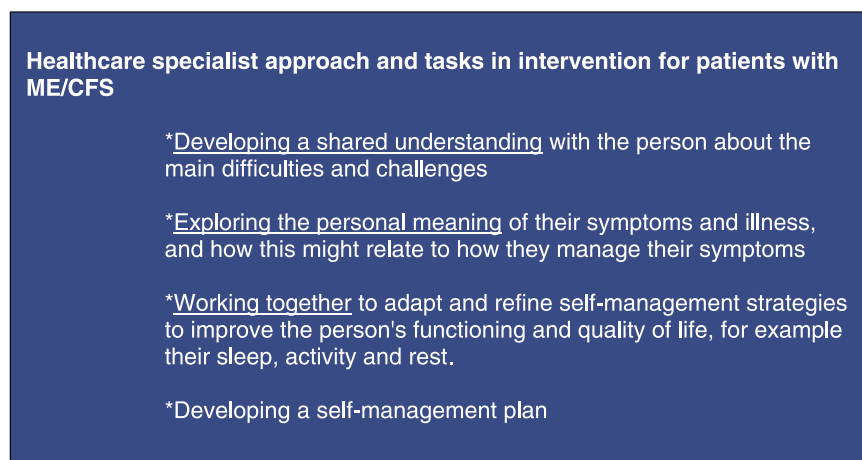 Healthcare specialist approach and tasks in intervention for patients with
ME/CFS
*Developing a shared understanding with the person about the
main difficulties and challenges
*Exploring the personal meaning of their symptoms and illness,
and how this might relate to how they manage their symptoms
*Working together to adapt and refine self-management strategies
to improve the person's functioning and quality of life, for example
their sleep, activity and rest.
*Developing a self-management plan